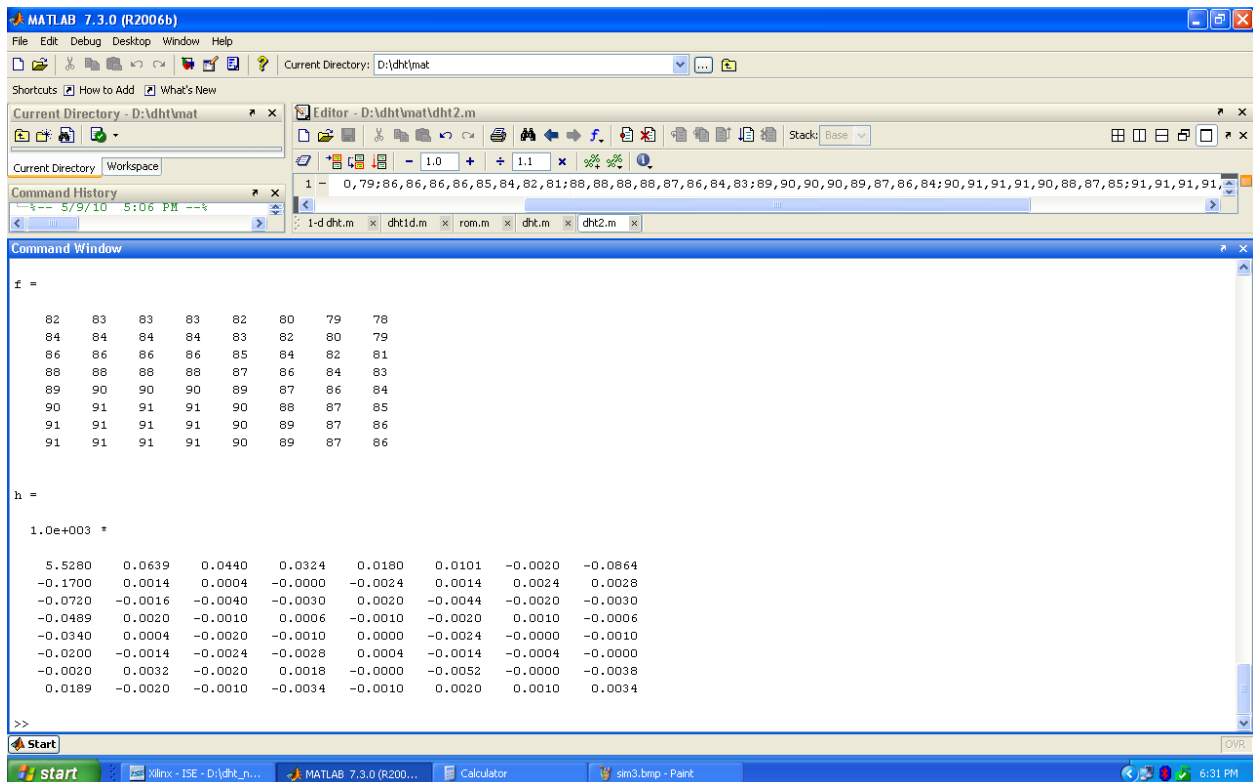 MATLAB 7.3.0 (R2006b)
File Edit Debug Desktop Window Help
Current Directory: D:\dht\mat
Shortcuts How to Add What's New
Current Directory - D:\dht\mat
Current Directory Workspace
Command History
%-- 5/9/10 5:06 PM --%
Editor - D:\dht\mat\dht2.m
Stack: Base
1.0 1.1
1 - 0,79;86,86,86,86,85,84,82,81;88,88,88,88,87,86,84,83;89,90,90,90,89,87,86,84;90,91,91,91,90,88,87,85;91,91,91,91,
1-d dht.m dht1d.m rom.m dht.m dht2.m
Command Window
f =
82 83 83 83 82 80 79 78
84 84 84 84 83 82 80 79
86 86 86 86 85 84 82 81
88 88 88 88 87 86 84 83
89 90 90 90 89 87 86 84
90 91 91 91 90 88 87 85
91 91 91 91 90 89 87 86
91 91 91 91 90 89 87 86
h =
1.0e+003 *
5.5280 0.0639 0.0440 0.0324 0.0180 0.0101 -0.0020 -0.0864
-0.1700 0.0014 0.0004 -0.0000 -0.0024 0.0014 0.0024 0.0028
-0.0720 -0.0016 -0.0040 -0.0030 0.0020 -0.0044 -0.0020 -0.0030
-0.0489 0.0020 -0.0010 0.0006 -0.0010 -0.0020 0.0010 -0.0006
-0.0340 0.0004 -0.0020 -0.0010 0.0000 -0.0024 -0.0000 -0.0010
-0.0200 -0.0014 -0.0024 -0.0028 0.0004 -0.0014 -0.0004 -0.0000
-0.0020 0.0032 -0.0020 0.0018 -0.0000 -0.0052 -0.0000 -0.0038
0.0189 -0.0020 -0.0010 -0.0034 -0.0010 0.0020 0.0010 0.0034
>>
Start
OVR
start Xilinx - ISE - D:\dht_n... MATLAB 7.3.0 (R200... Calculator sim3.bmp - Paint 6:31 PM